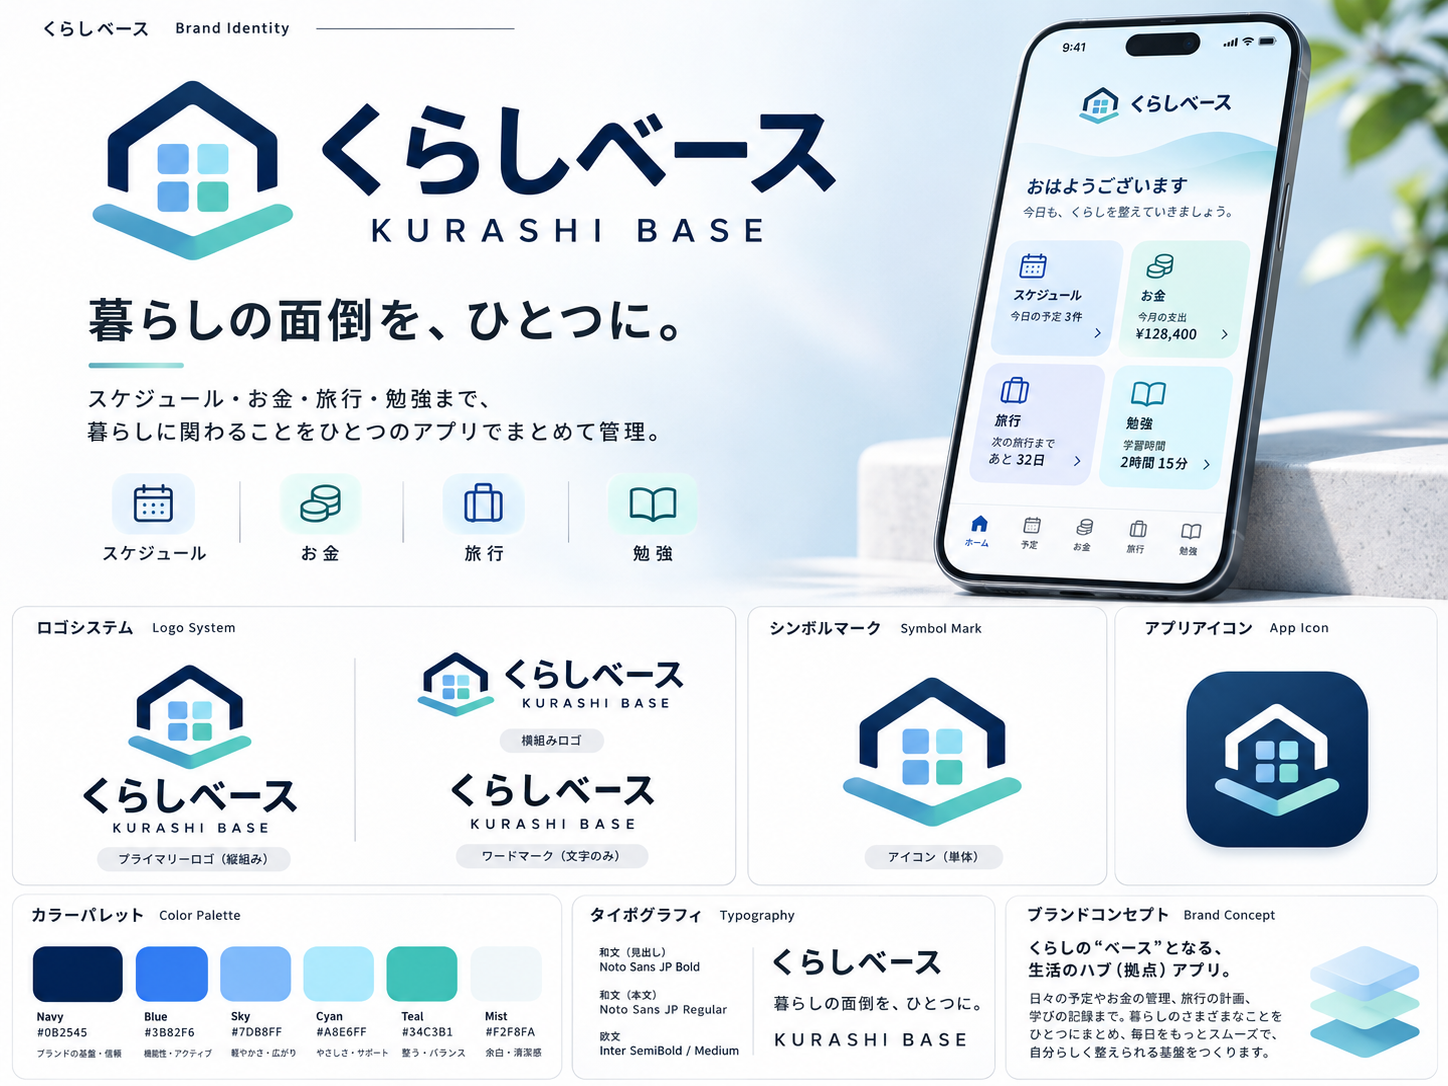 くらしベース Brand Identity
くらしベース
KURASHI BASE
暮らしの面倒を、ひとつに。
スケジュール・お金・旅行・勉強まで、
暮らしに関わることをひとつのアプリでまとめて管理。
スケジュール
お金
旅行
勉強
9:41
くらしベース
おはようございます
今日も、くらしを整えていきましょう。
スケジュール
今日の予定 3件
お金
今月の支出
¥128,400
旅行
次の旅行まで
あと 32日
勉強
学習時間
2時間 15分
ホーム
予定
お金
旅行
勉強
ロゴシステム Logo System
くらしベース
KURASHI BASE
プライマリーロゴ（縦組み）
くらしベース
KURASHI BASE
横組みロゴ
くらしベース
KURASHI BASE
ワードマーク（文字のみ）
シンボルマーク Symbol Mark
アイコン（単体）
アプリアイコン App Icon
カラーパレット Color Palette
Navy
#0B2545
ブランドの基盤・信頼
Blue
#3B82F6
機能性・アクティブ
Sky
#7DB8FF
軽やかさ・広がり
Cyan
#A8E6FF
やさしさ・サポート
Teal
#34C3B1
整う・バランス
Mist
#F2F8FA
余白・清潔感
タイポグラフィ Typography
和文（見出し）
Noto Sans JP Bold
和文（本文）
Noto Sans JP Regular
欧文
Inter SemiBold / Medium
くらしベース
暮らしの面倒を、ひとつに。
KURASHI BASE
ブランドコンセプト Brand Concept
くらしの“ベース”となる、
生活のハブ（拠点）アプリ。
日々の予定やお金の管理、旅行の計画、
学びの記録まで。暮らしのさまざまなことを
ひとつにまとめ、毎日をもっとスムーズで、
自分らしく整えられる基盤をつくります。